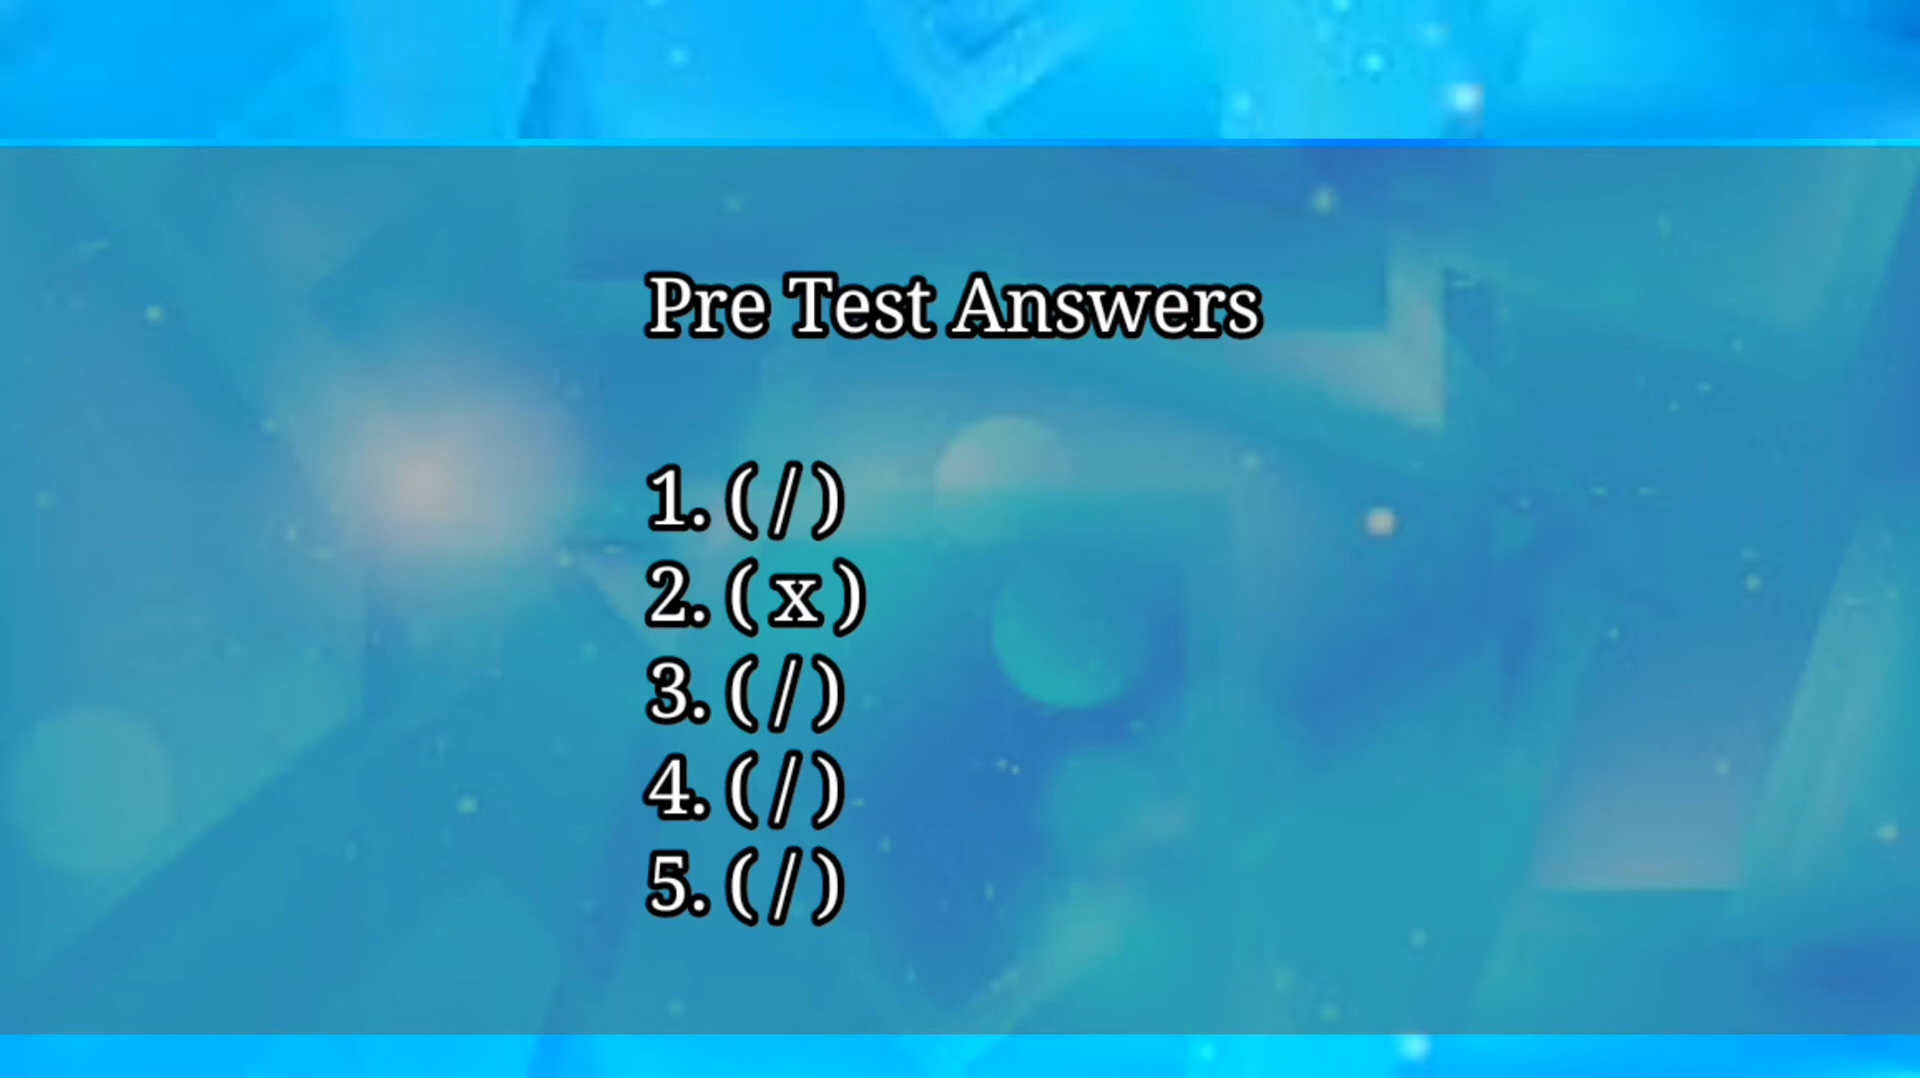 Pre Test Answers
1. ( / )
2. ( x )
3. ( / )
4. ( / )
5. ( / )